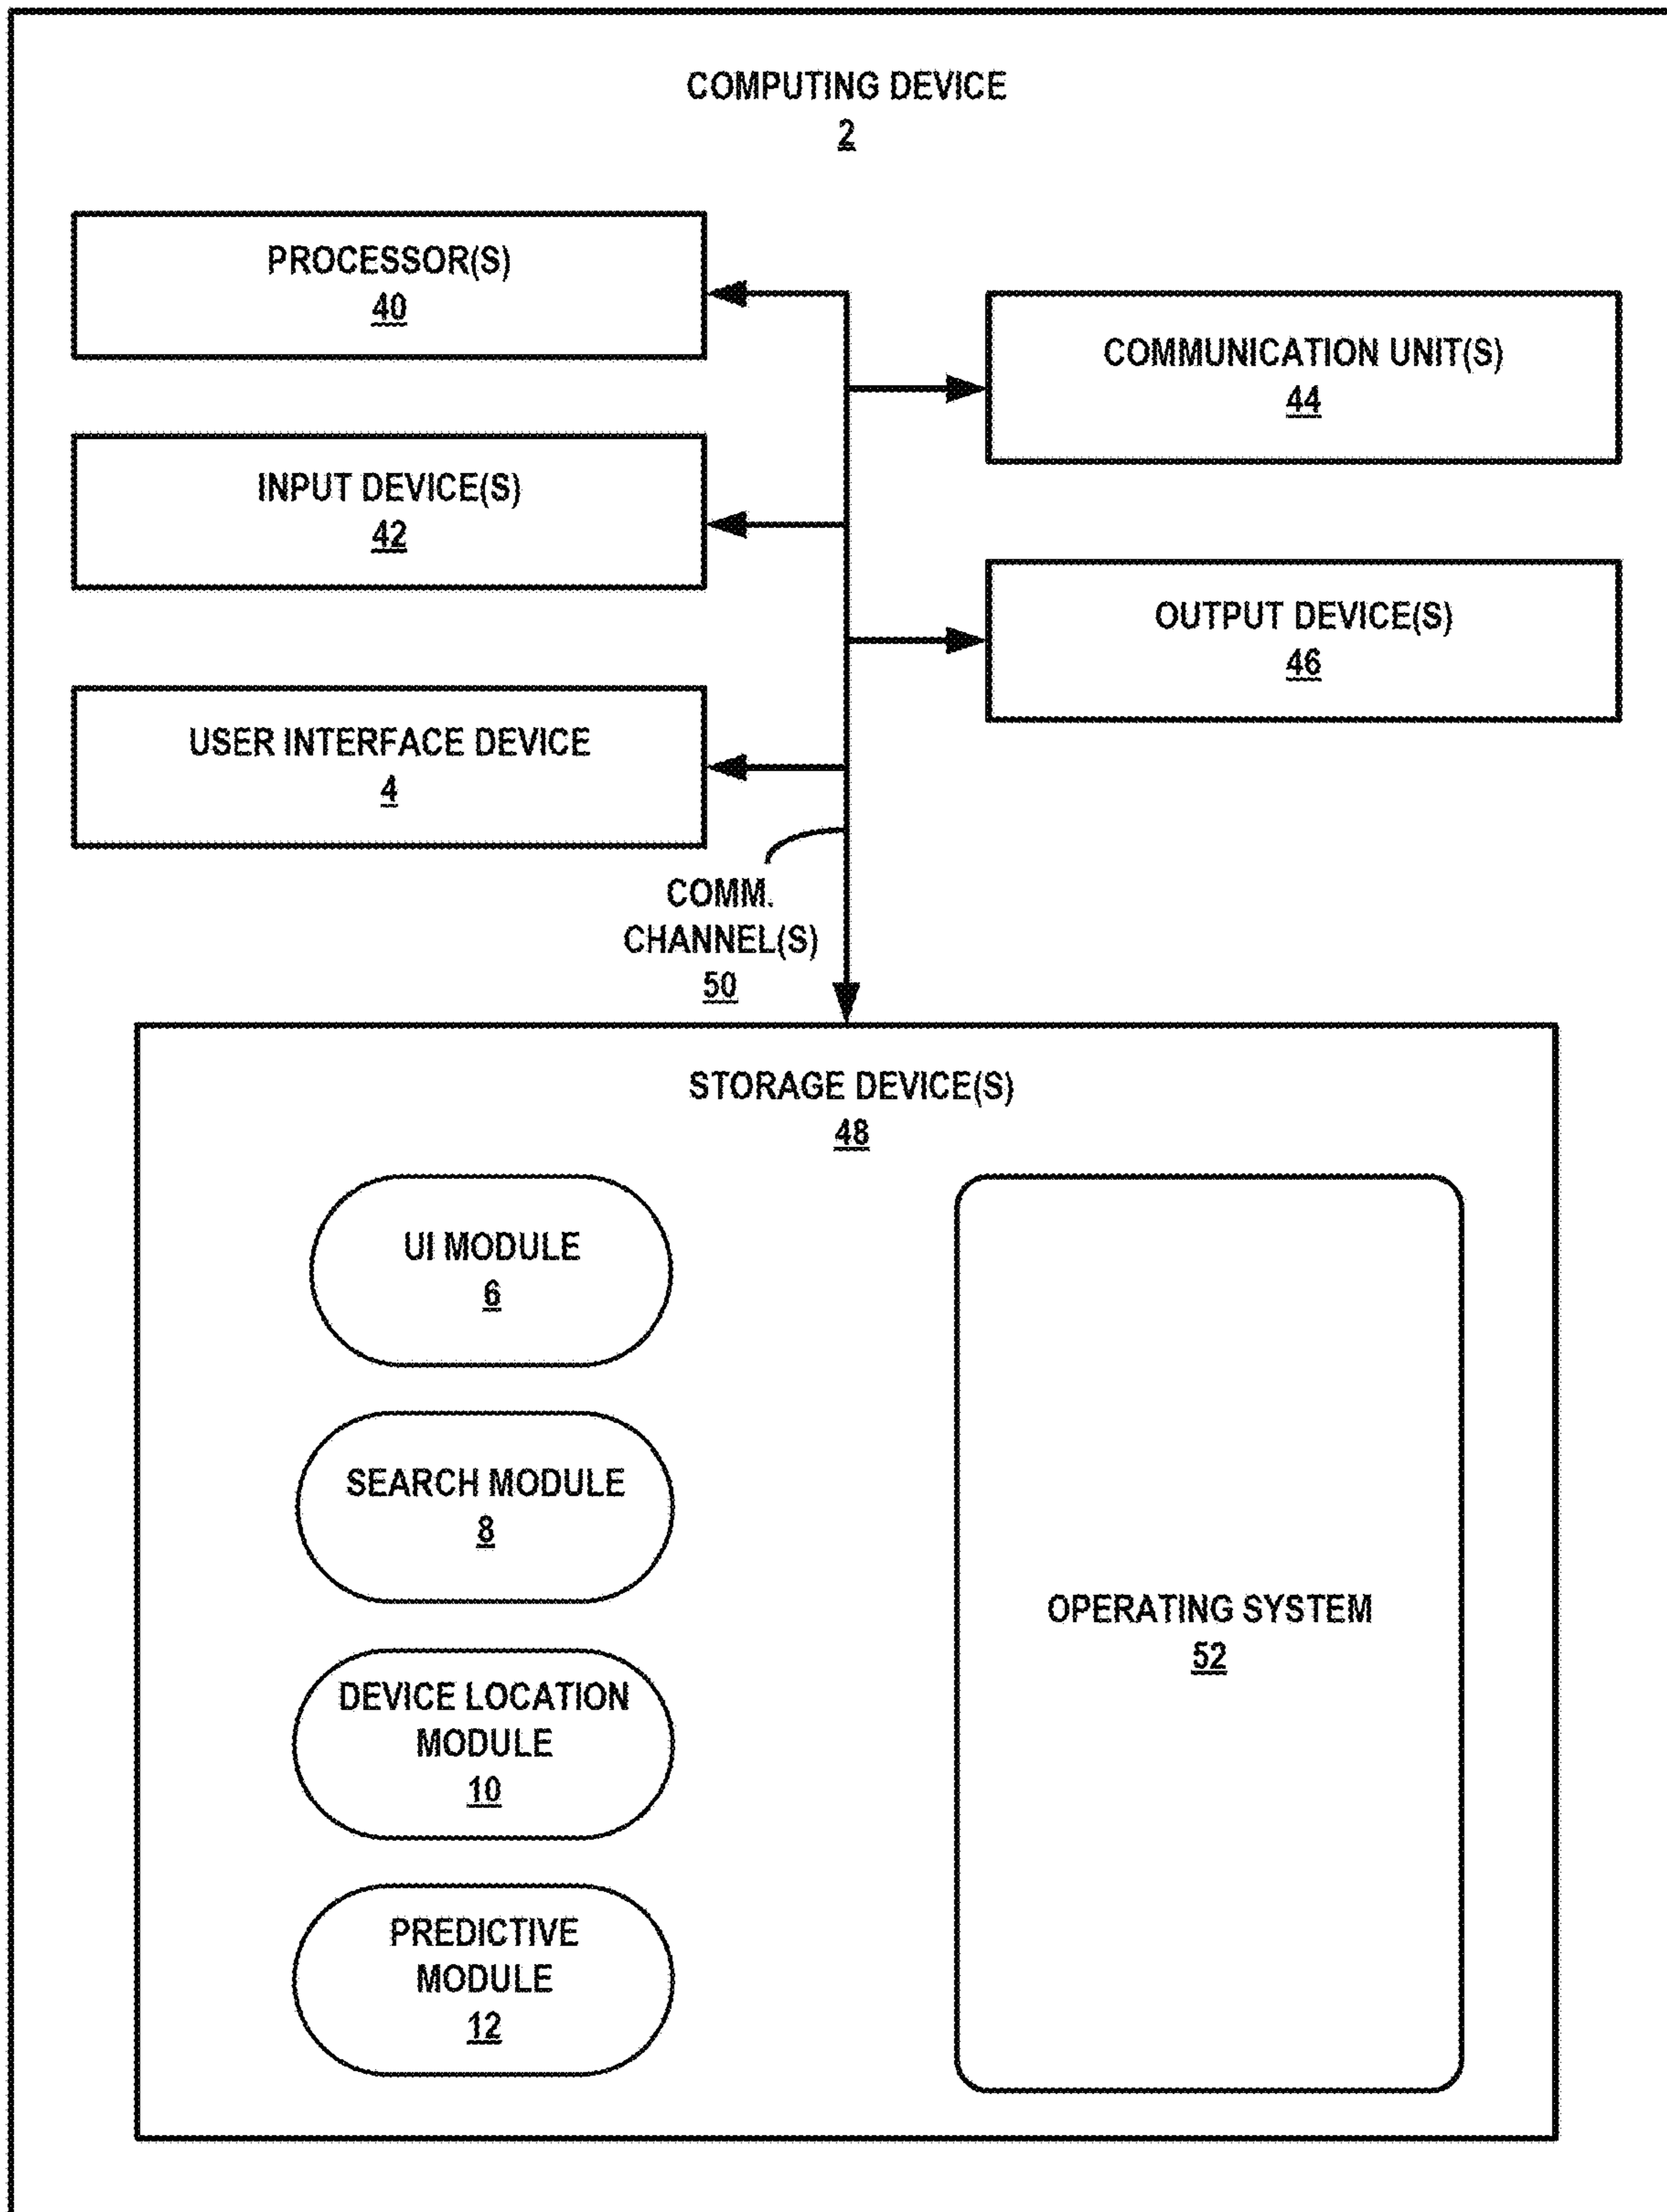 COMPUTING DEVICE
2
PROCESSOR(S)
40
COMMUNICATION UNIT(S)
44
INPUT DEVICE(S)
42
OUTPUT DEVICE(S)
46
USER INTERFACE DEVICE
4
COMM.
CHANNEL(S)
50
STORAGE DEVICE(S)
48
UI MODULE
6
SEARCH MODULE
8
DEVICE LOCATION
MODULE
10
PREDICTIVE
MODULE
12
OPERATING SYSTEM
52